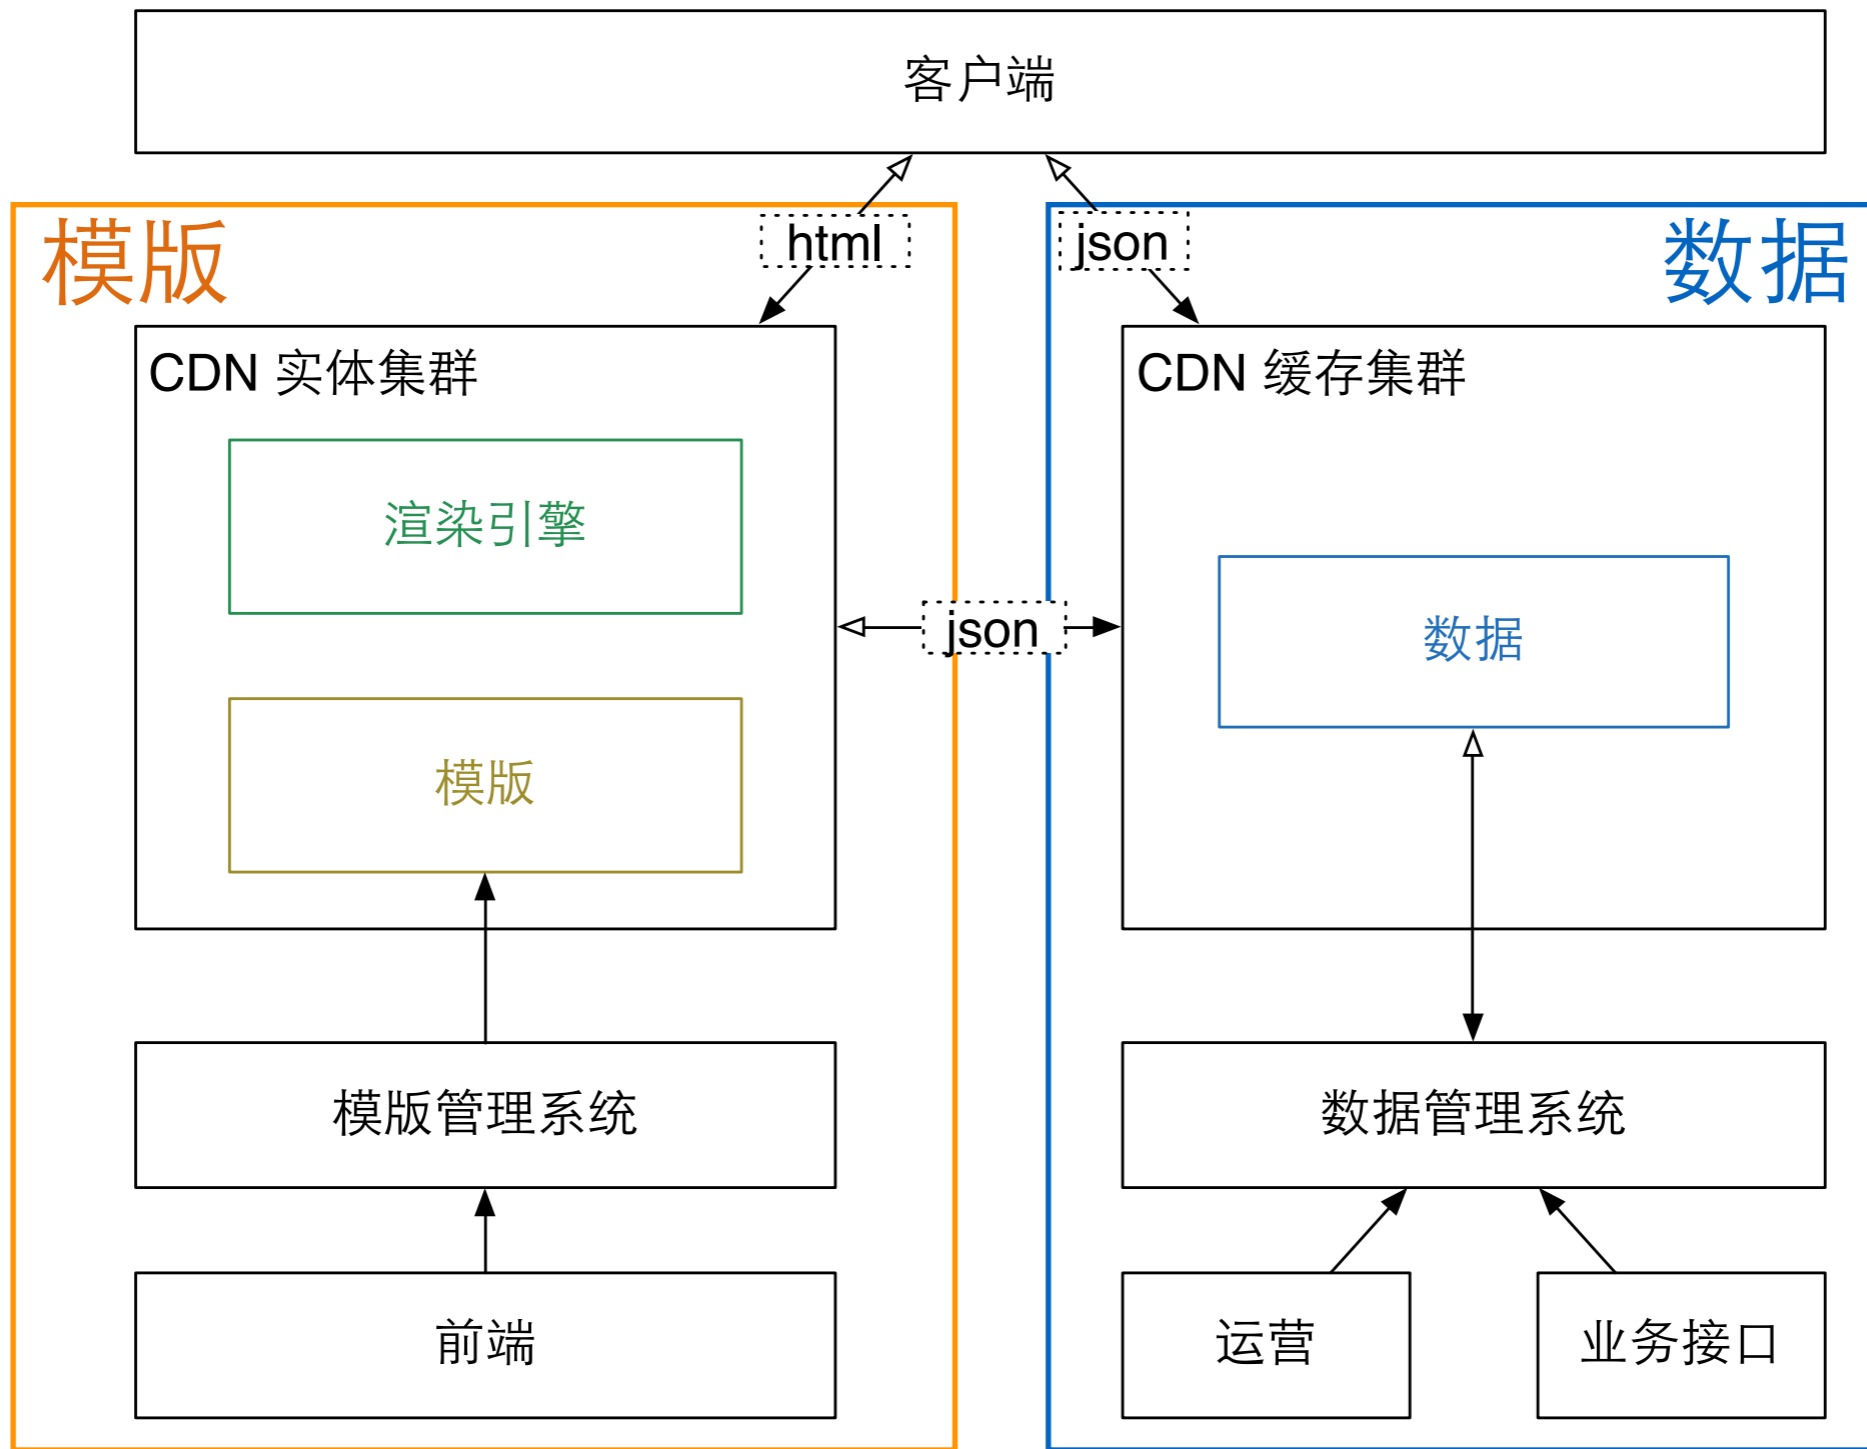 客户端
模版
html
json
数据
CDN 实体集群
CDN 缓存集群
渲染引擎
json
数据
模版
模版管理系统
数据管理系统
前端
运营
业务接口